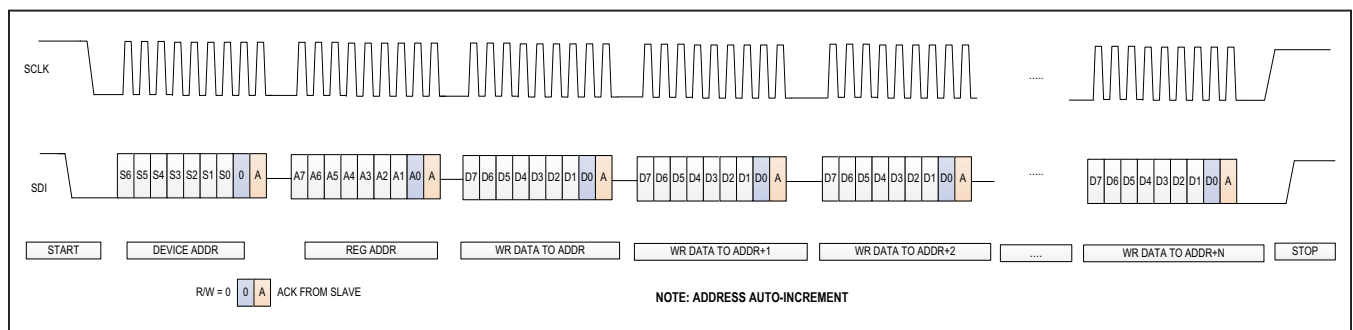 SCLK
.....
SDI
S6 S5 S4 S3 S2 S1 S0 0 A
A7 A6 A5 A4 A3 A2 A1 A0 A
D7 D6 D5 D4 D3 D2 D1 D0 A
D7 D6 D5 D4 D3 D2 D1 D0 A
D7 D6 D5 D4 D3 D2 D1 D0 A
.....
D7 D6 D5 D4 D3 D2 D1 D0 A
START
DEVICE ADDR
REG ADDR
WR DATA TO ADDR
WR DATA TO ADDR+1
WR DATA TO ADDR+2
....
WR DATA TO ADDR+N
STOP
R/W = 0 0 A ACK FROM SLAVE
NOTE: ADDRESS AUTO-INCREMENT